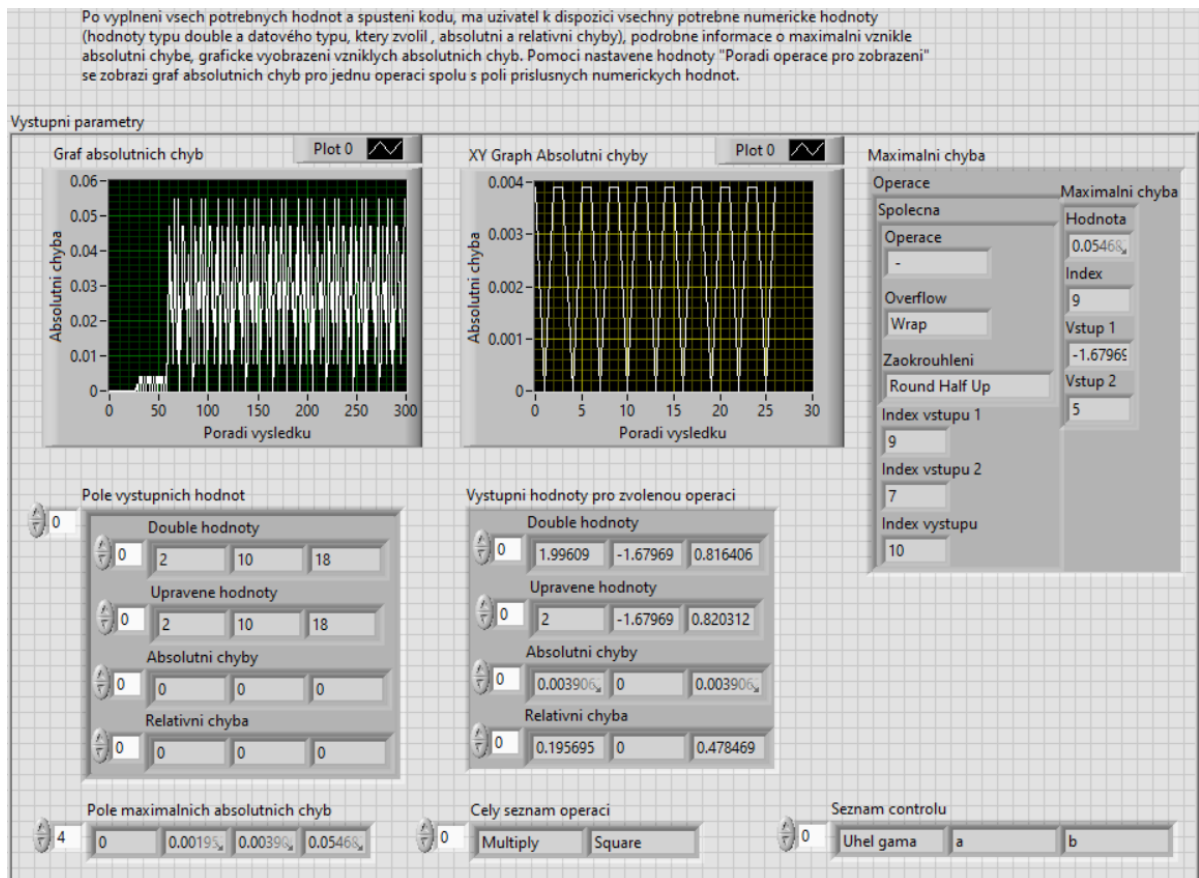 Po vyplneni vsech potrebnych hodnot a spusteni kodu, ma uzivatel k dispozici vsechny potrebne numericke hodnoty
(hodnoty typu double a datového typu, ktery zvolil , absolutni a relativni chyby), podrobne informace o maximalni vznikle
absolutni chybe, graficke vyobrazeni vzniklych absolutnich chyb. Pomoci nastavene hodnoty "Poradi operace pro zobrazeni"
se zobrazi graf absolutnich chyb pro jednu operaci spolu s poli prislusnych numerickych hodnot.
Vystupni parametry
Graf absolutnich chyb
Plot 0
0.06
0.05
0.04
0.03
0.02
0.01
0
Absolutni chyba
0 50 100 150 200 250 300
Poradi vysledku
XY Graph Absolutni chyby
Plot 0
0.004
0.003
0.002
0.001
0
Absolutni chyba
0 5 10 15 20 25 30
Poradi vysledku
Maximalni chyba
Operace
Spolecna
Operace
-
Overflow
Wrap
Zaokrouhleni
Round Half Up
Index vstupu 1
9
Index vstupu 2
7
Index vystupu
10
Maximalni chyba
Hodnota
0.05468
Index
9
Vstup 1
-1.67969
Vstup 2
5
Pole vystupnich hodnot
0
Double hodnoty
0 2 10 18
Upravene hodnoty
0 2 10 18
Absolutni chyby
0 0 0 0
Relativni chyba
0 0 0 0
Vystupni hodnoty pro zvolenou operaci
Double hodnoty
0 1.99609 -1.67969 0.816406
Upravene hodnoty
0 2 -1.67969 0.820312
Absolutni chyby
0 0.003906 0 0.003906
Relativni chyba
0 0.195695 0 0.478469
Pole maximalnich absolutnich chyb
4 0 0.00195 0.00390 0.05468
Cely seznam operaci
0 Multiply Square
Seznam controlu
0 Uhel gama a b